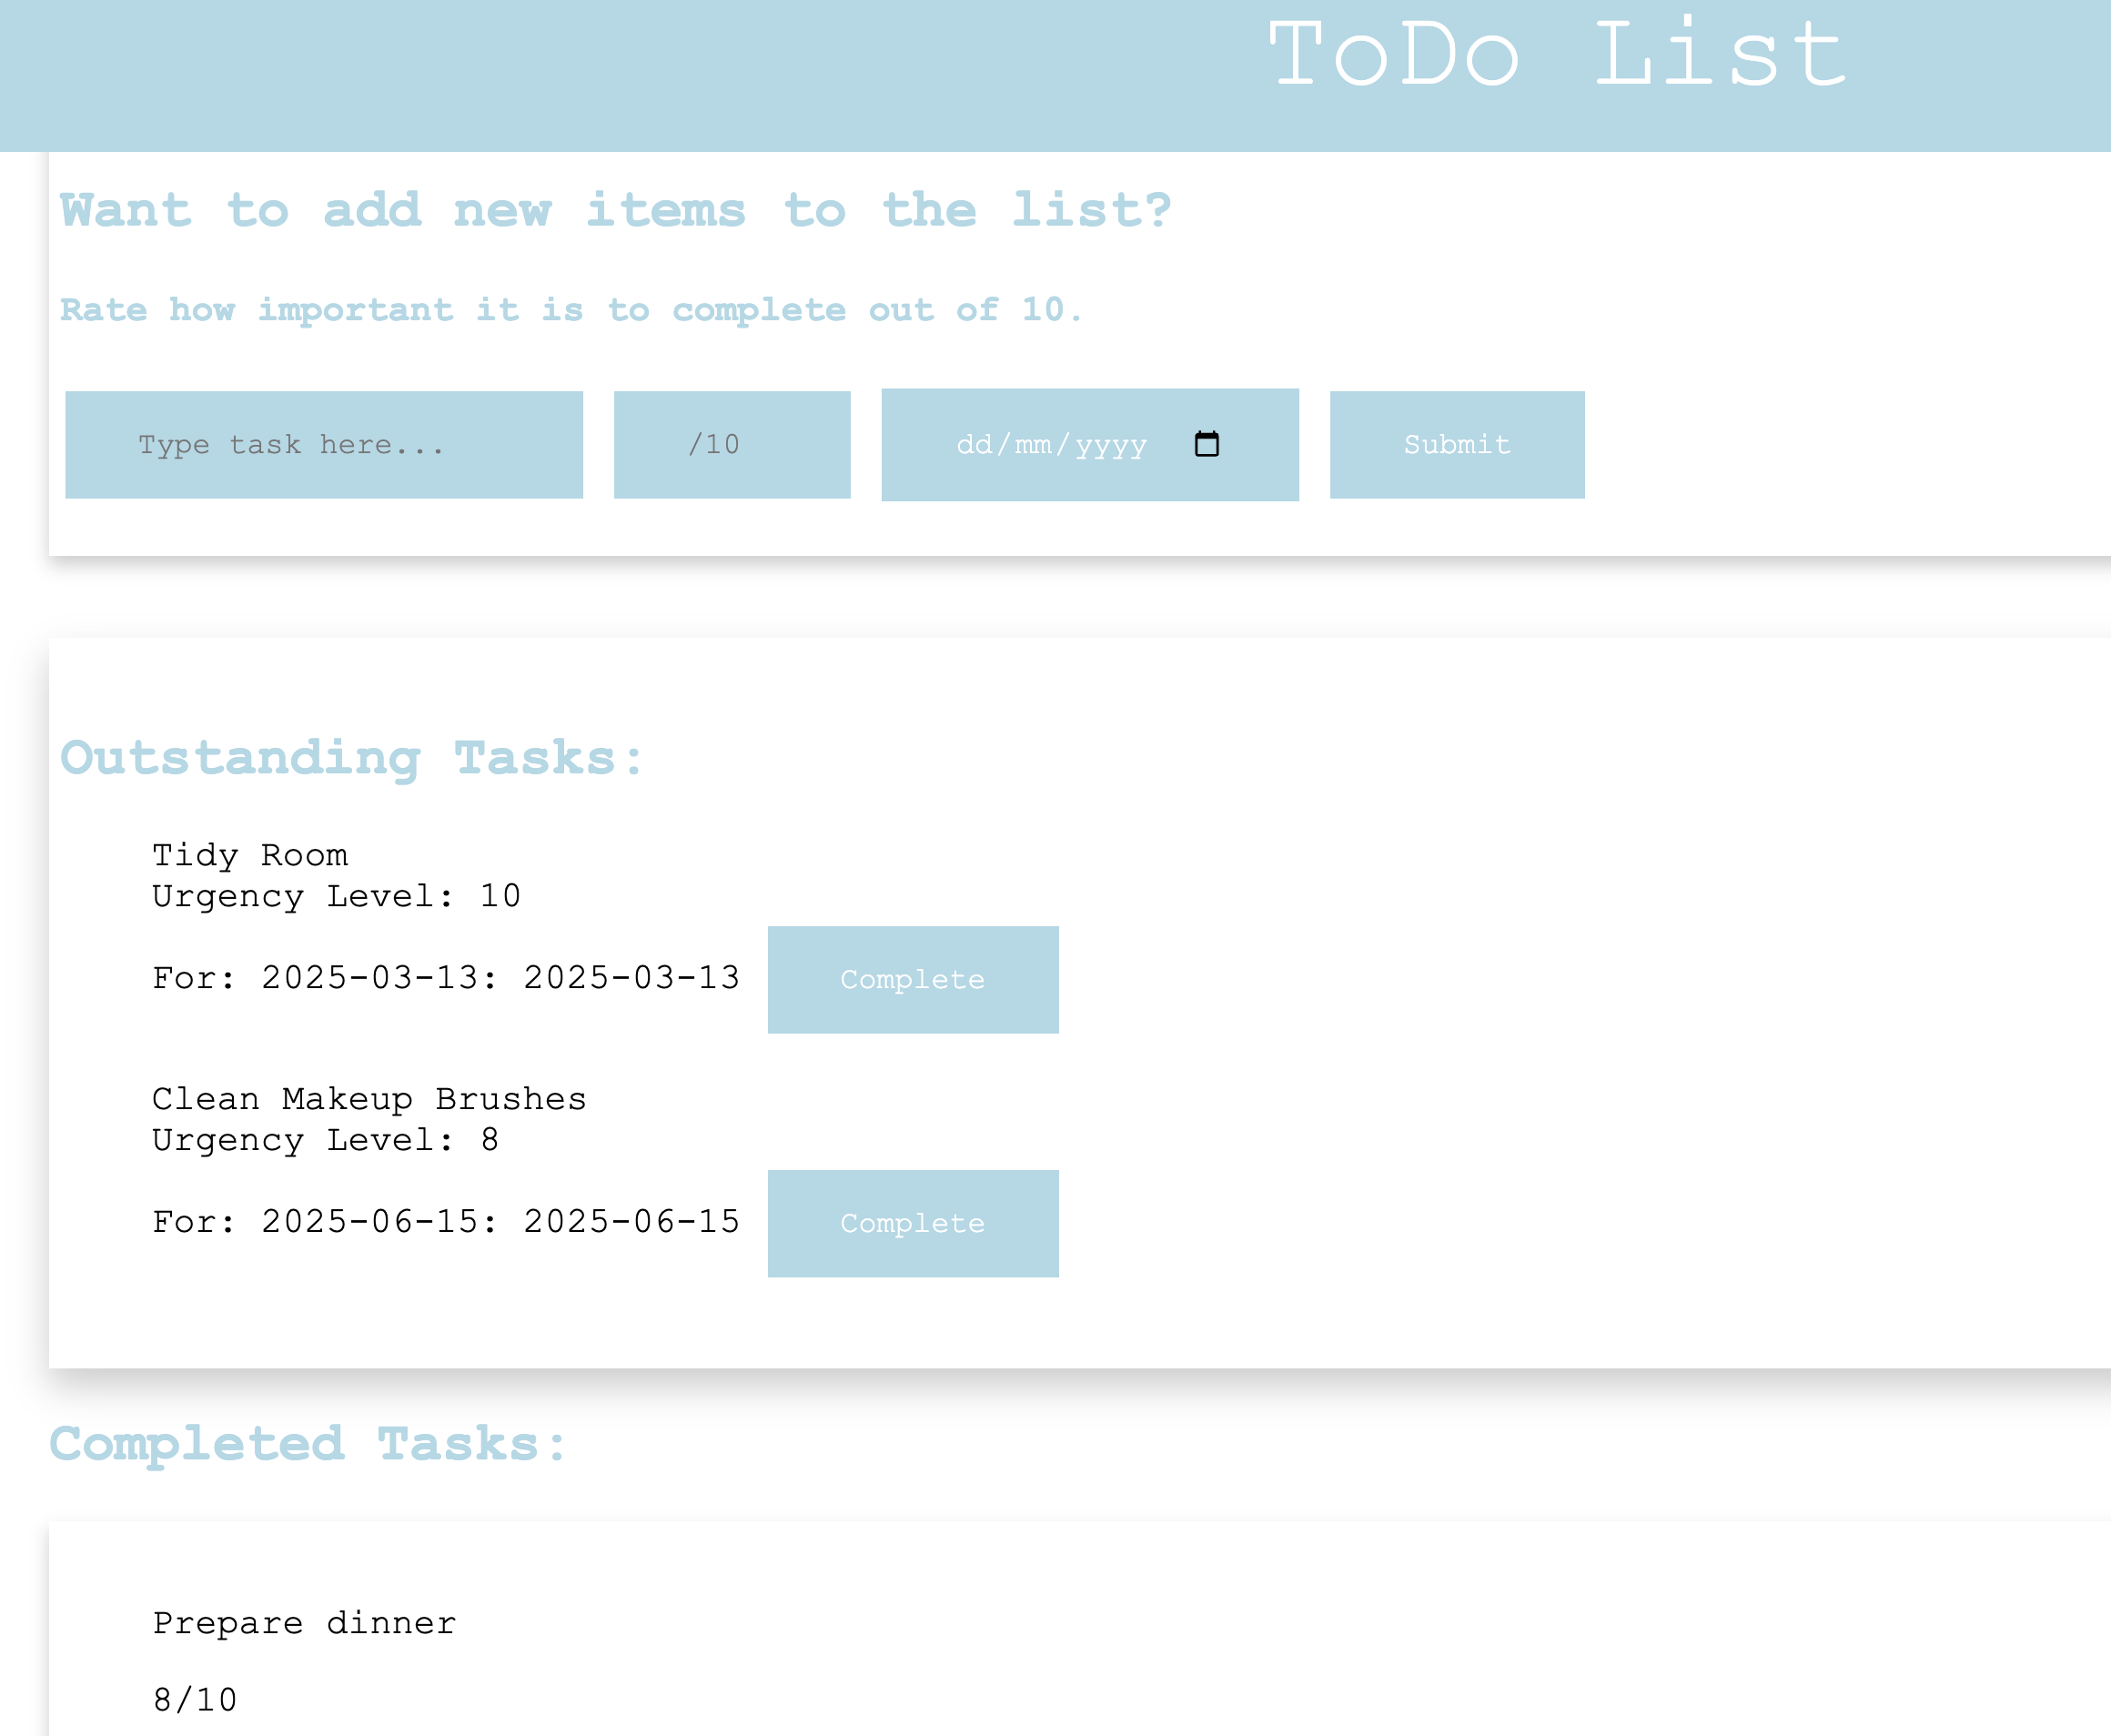 ToDo List
Want to add new items to the list?
Rate how important it is to complete out of 10.
Type task here... /10 dd/mm/yyyy Submit
Outstanding Tasks:
Tidy Room
Urgency Level: 10
For: 2025-03-13: 2025-03-13 Complete
Clean Makeup Brushes
Urgency Level: 8
For: 2025-06-15: 2025-06-15 Complete
Completed Tasks:
Prepare dinner
8/10